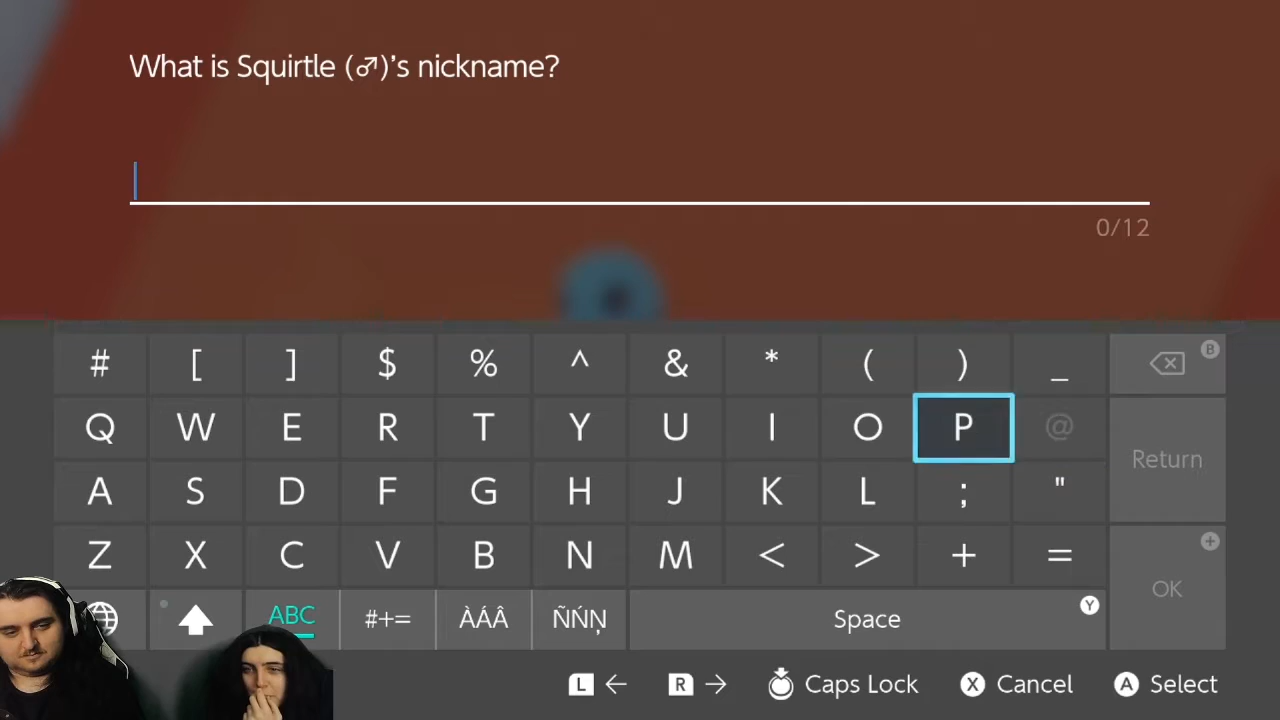 What is Squirtle (♂)'s nickname?
0/12
# [ ] $ % ^ & * ( ) _ B
Q W E R T Y U I O P @
Return
A S D F G H J K L ; "
Z X C V B N M < > + =
OK
ABC #+= ÀÁÂ ÑŃŅ Space Y
L ← R → Caps Lock X Cancel A Select